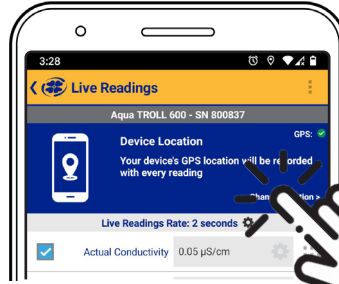 3:28
Live Readings
Aqua TROLL 600 - SN 800837
GPS:
Device Location
Your device's GPS location will be recorded
with every reading
Live Readings Rate: 2 seconds
Actual Conductivity 0.05 µS/cm